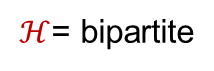 ℋ = bipartite